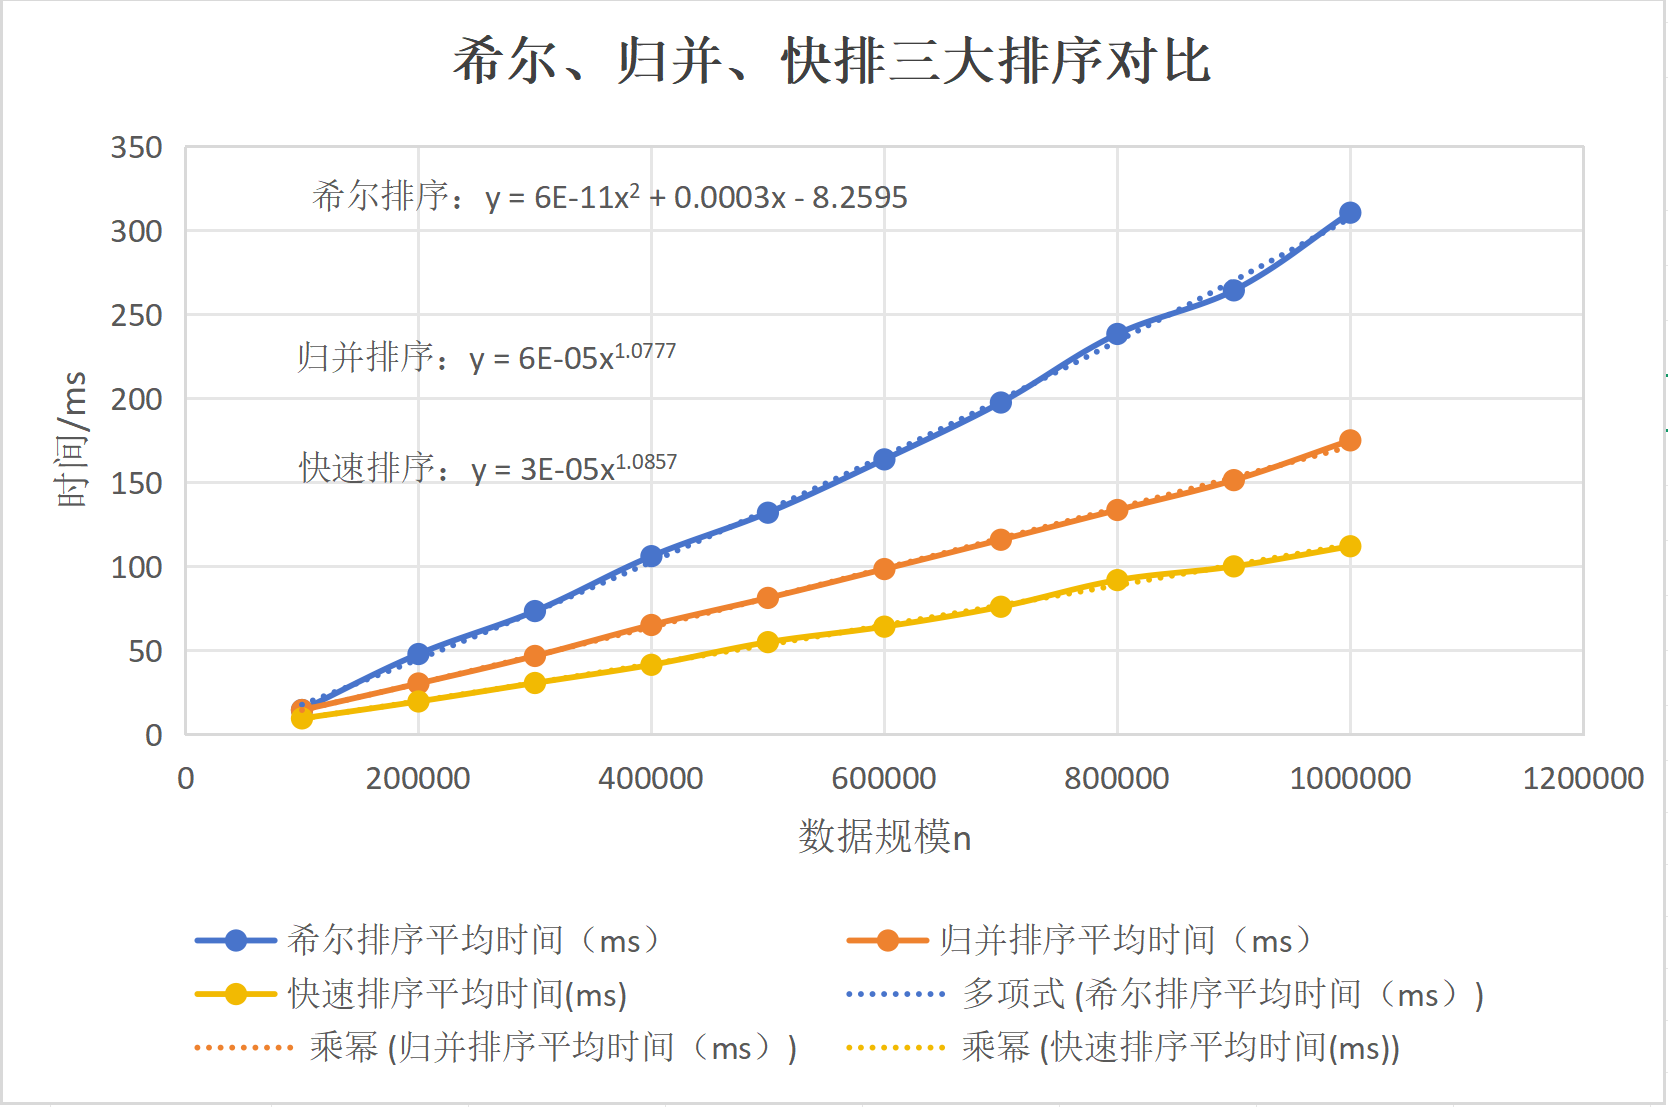 希尔、归并、快排三大排序对比
350
300
250
200
150
100
50
0
时间/ms
希尔排序：y = 6E-11x² + 0.0003x - 8.2595
归并排序：y = 6E-05x^1.0777
快速排序：y = 3E-05x^1.0857
0 200000 400000 600000 800000 1000000 1200000
数据规模n
希尔排序平均时间（ms） 归并排序平均时间（ms）
快速排序平均时间(ms) 多项式 (希尔排序平均时间（ms）)
乘幂 (归并排序平均时间（ms）) 乘幂 (快速排序平均时间(ms))